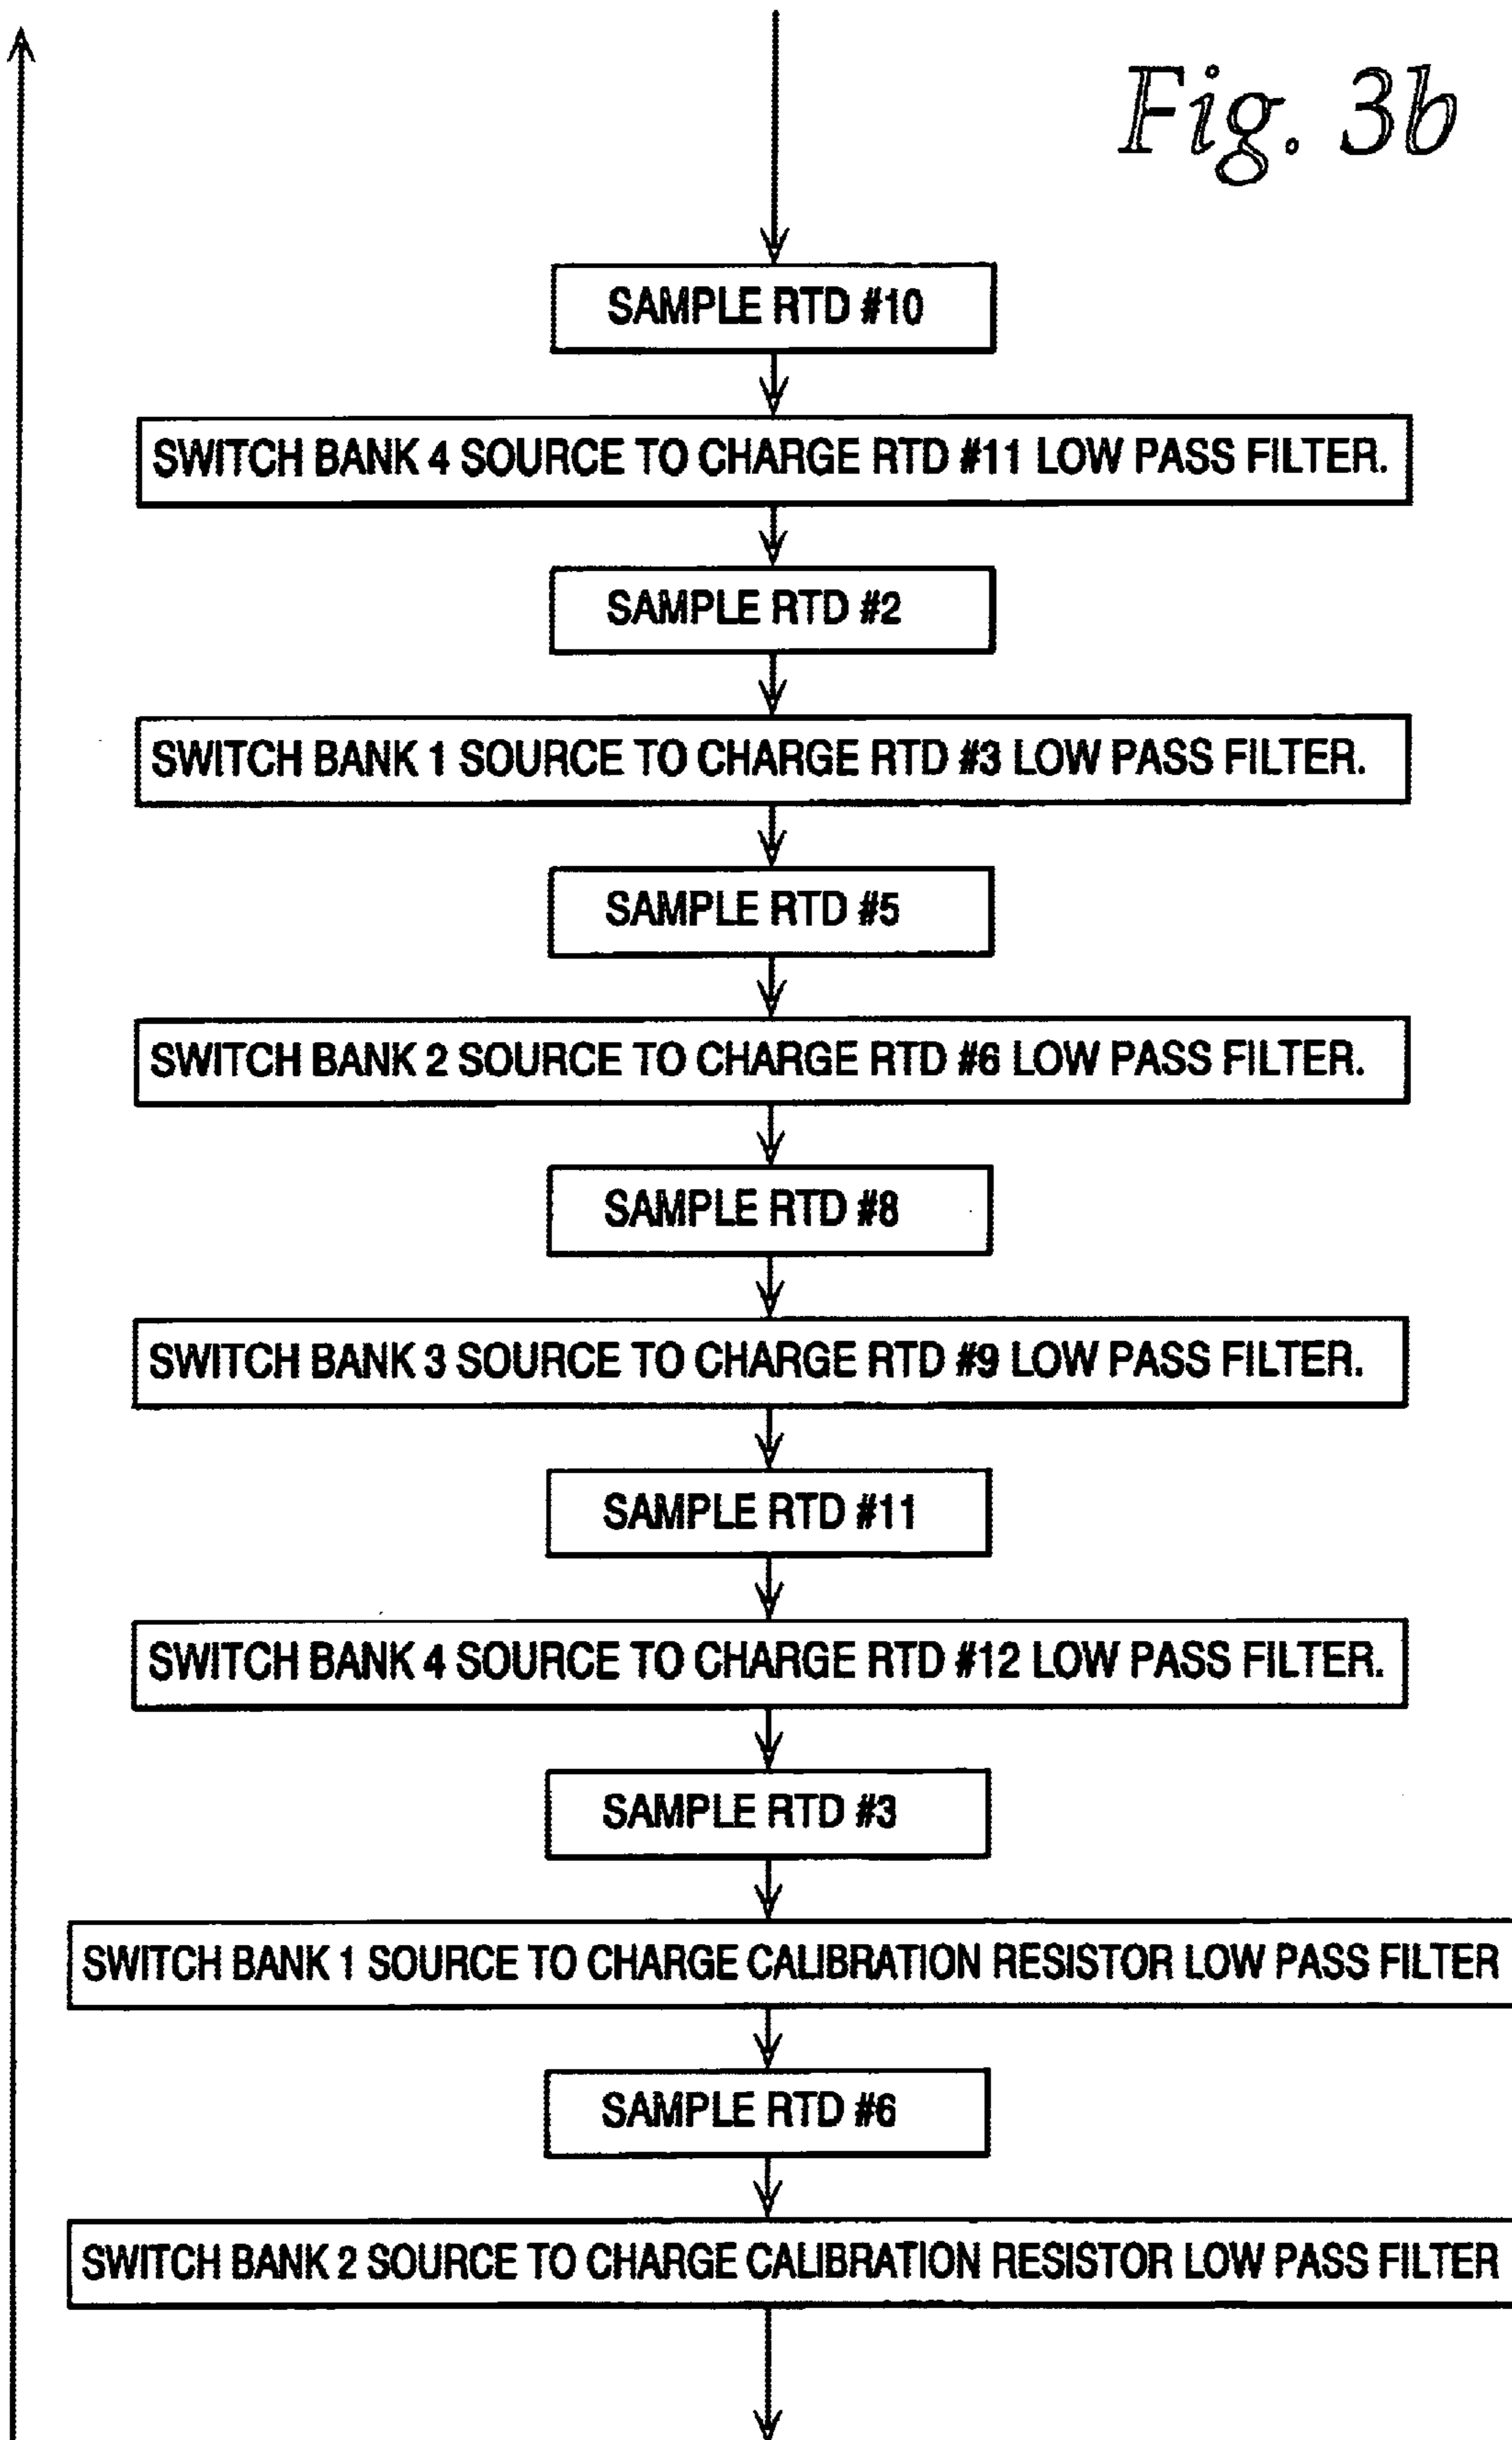 Fig. 3b
SAMPLE RTD #10
SWITCH BANK 4 SOURCE TO CHARGE RTD #11 LOW PASS FILTER.
SAMPLE RTD #2
SWITCH BANK 1 SOURCE TO CHARGE RTD #3 LOW PASS FILTER.
SAMPLE RTD #5
SWITCH BANK 2 SOURCE TO CHARGE RTD #6 LOW PASS FILTER.
SAMPLE RTD #8
SWITCH BANK 3 SOURCE TO CHARGE RTD #9 LOW PASS FILTER.
SAMPLE RTD #11
SWITCH BANK 4 SOURCE TO CHARGE RTD #12 LOW PASS FILTER.
SAMPLE RTD #3
SWITCH BANK 1 SOURCE TO CHARGE CALIBRATION RESISTOR LOW PASS FILTER
SAMPLE RTD #6
SWITCH BANK 2 SOURCE TO CHARGE CALIBRATION RESISTOR LOW PASS FILTER